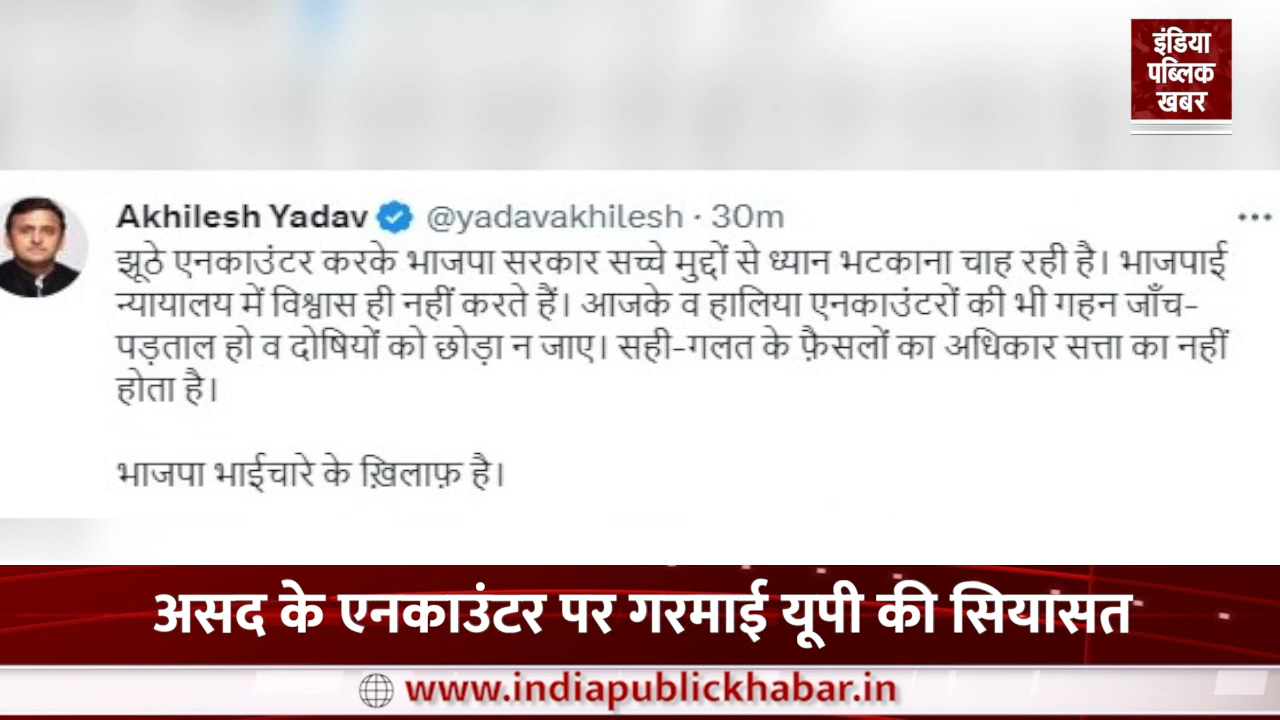 इंडिया
पब्लिक
खबर
Akhilesh Yadav @yadavakhilesh · 30m
झूठे एनकाउंटर करके भाजपा सरकार सच्चे मुद्दों से ध्यान भटकाना चाह रही है। भाजपाई
न्यायालय में विश्वास ही नहीं करते हैं। आजके व हालिया एनकाउंटरों की भी गहन जाँच-
पड़ताल हो व दोषियों को छोड़ा न जाए। सही-गलत के फ़ैसलों का अधिकार सत्ता का नहीं
होता है।
भाजपा भाईचारे के ख़िलाफ़ है।
असद के एनकाउंटर पर गरमाई यूपी की सियासत
www.indiapublickhabar.in